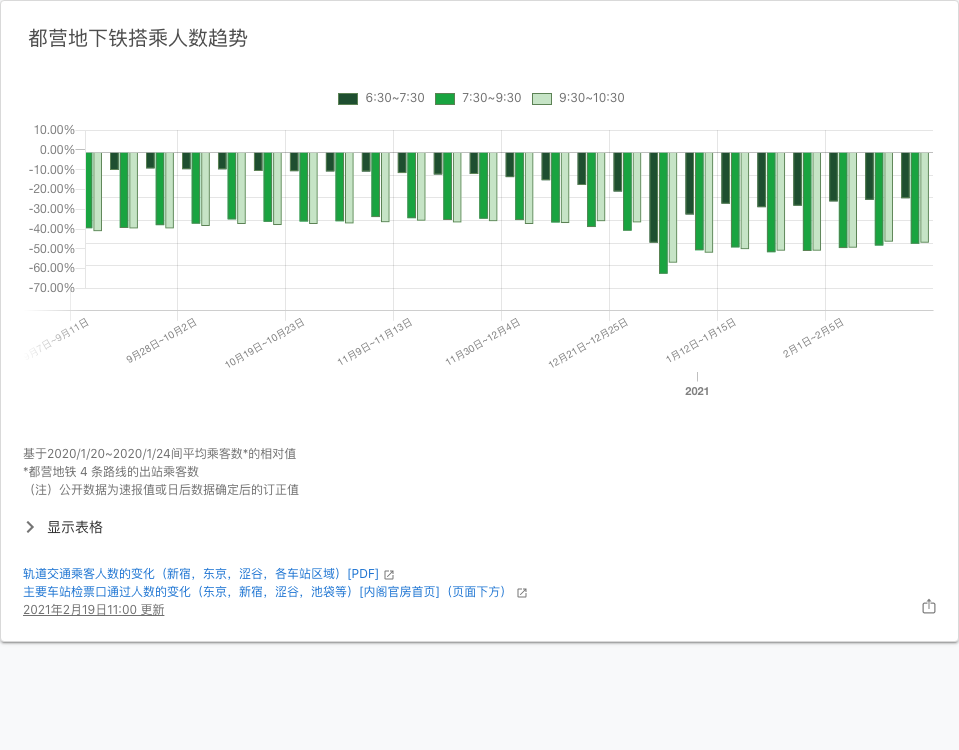 都营地下铁搭乘人数趋势
6:30~7:30 7:30~9:30 9:30~10:30
10.00%
0.00%
-10.00%
-20.00%
-30.00%
-40.00%
-50.00%
-60.00%
-70.00%
月7日~9月11日 9月28日~10月2日 10月19日~10月23日 11月9日~11月13日 11月30日~12月4日 12月21日~12月25日 1月12日~1月15日 2月1日~2月5日
2021
基于2020/1/20~2020/1/24间平均乘客数*的相对值
*都营地铁 4 条路线的出站乘客数
（注）公开数据为速报值或日后数据确定后的订正值
显示表格
轨道交通乘客人数的变化（新宿，东京，涩谷，各车站区域）[PDF]
主要车站检票口通过人数的变化（东京，新宿，涩谷，池袋等）[内阁官房首页]（页面下方）
2021年2月19日11:00 更新